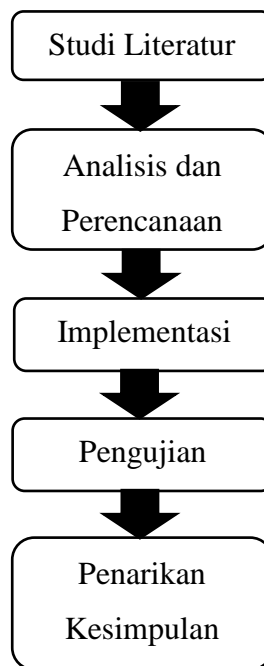 Studi Literatur
Analisis dan
Perencanaan
Implementasi
Pengujian
Penarikan
Kesimpulan